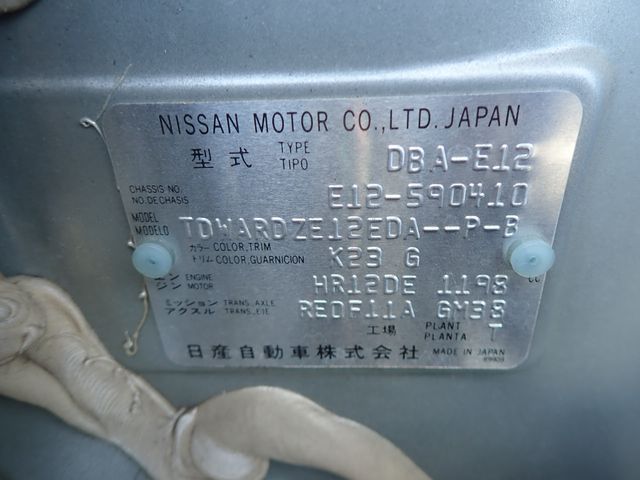 NISSAN MOTOR CO.,LTD. JAPAN
型式 TYPE TIPO DBA-E12
CHASSIS NO. NO.DE CHASIS E12-590410
MODEL MODELO TDWARDZE12EDA--P-B
カラー COLOR,TRIM トリム COLOR,GUARNICION K23 G
エンジン ENGINE MOTOR HR12DE 1198 cc
ミッション アクスル TRANS. AXLE TRANS. EJE RE0F11A GM38
工場 PLANT PLANTA T
日産自動車株式会社 MADE IN JAPAN